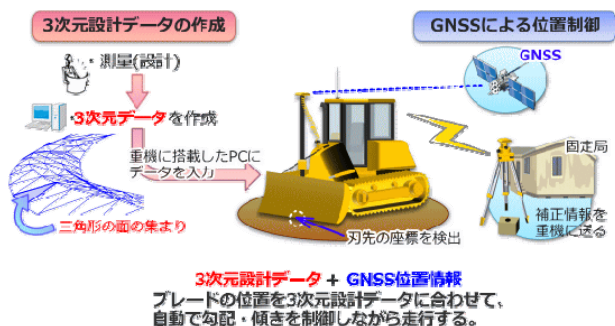 3次元設計データの作成
GNSSによる位置制御
・測量(設計)
GNSS
・3次元データを作成
重機に搭載したPCに
データを入力
固定局
三角形の面の集まり
刃先の座標を検出
補正情報を
重機に送る
3次元設計データ + GNSS位置情報
ブレードの位置を3次元設計データに合わせて、
自動で勾配・傾きを制御しながら走行する。